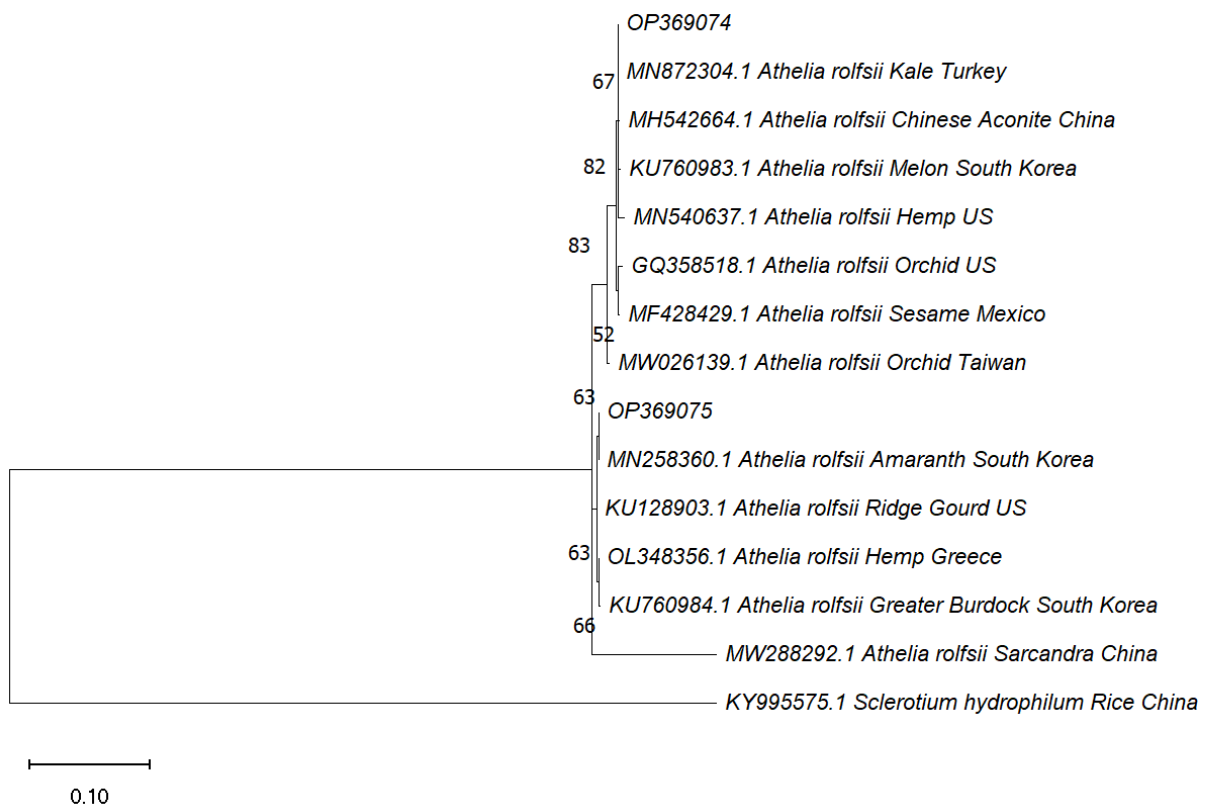 OP369074
67
MN872304.1 Athelia rolfsii Kale Turkey
MH542664.1 Athelia rolfsii Chinese Aconite China
82
KU760983.1 Athelia rolfsii Melon South Korea
MN540637.1 Athelia rolfsii Hemp US
83
GQ358518.1 Athelia rolfsii Orchid US
MF428429.1 Athelia rolfsii Sesame Mexico
52
MW026139.1 Athelia rolfsii Orchid Taiwan
63
OP369075
MN258360.1 Athelia rolfsii Amaranth South Korea
KU128903.1 Athelia rolfsii Ridge Gourd US
63
OL348356.1 Athelia rolfsii Hemp Greece
KU760984.1 Athelia rolfsii Greater Burdock South Korea
66
MW288292.1 Athelia rolfsii Sarcandra China
KY995575.1 Sclerotium hydrophilum Rice China
0.10